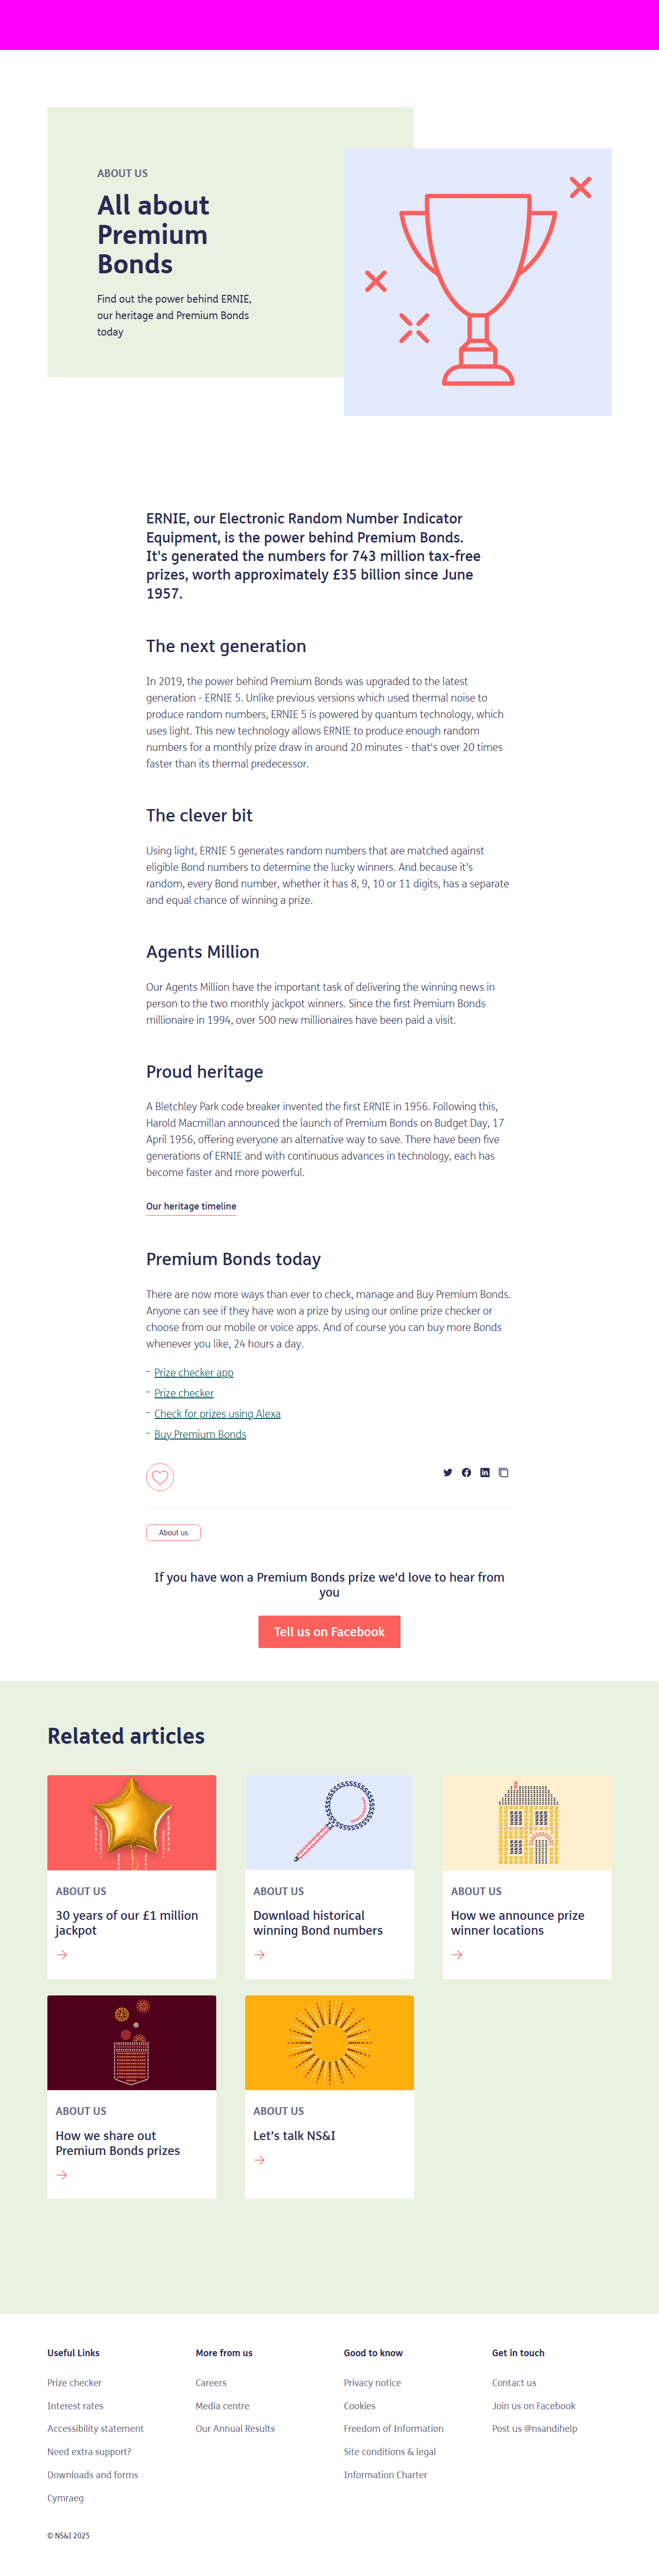 ABOUT US
All about
Premium
Bonds
Find out the power behind ERNIE,
our heritage and Premium Bonds
today
ERNIE, our Electronic Random Number Indicator
Equipment, is the power behind Premium Bonds.
It's generated the numbers for 743 million tax-free
prizes, worth approximately £35 billion since June
1957.
The next generation
In 2019, the power behind Premium Bonds was upgraded to the latest
generation - ERNIE 5. Unlike previous versions which used thermal noise to
produce random numbers, ERNIE 5 is powered by quantum technology, which
uses light. This new technology allows ERNIE to produce enough random
numbers for a monthly prize draw in around 20 minutes - that's over 20 times
faster than its thermal predecessor.
The clever bit
Using light, ERNIE 5 generates random numbers that are matched against
eligible Bond numbers to determine the lucky winners. And because it's
random, every Bond number, whether it has 8, 9, 10 or 11 digits, has a separate
and equal chance of winning a prize.
Agents Million
Our Agents Million have the important task of delivering the winning news in
person to the two monthly jackpot winners. Since the first Premium Bonds
millionaire in 1994, over 500 new millionaires have been paid a visit.
Proud heritage
A Bletchley Park code breaker invented the first ERNIE in 1956. Following this,
Harold Macmillan announced the launch of Premium Bonds on Budget Day, 17
April 1956, offering everyone an alternative way to save. There have been five
generations of ERNIE and with continuous advances in technology, each has
become faster and more powerful.
Our heritage timeline
Premium Bonds today
There are now more ways than ever to check, manage and Buy Premium Bonds.
Anyone can see if they have won a prize by using our online prize checker or
choose from our mobile or voice apps. And of course you can buy more Bonds
whenever you like, 24 hours a day.
– Prize checker app
– Prize checker
– Check for prizes using Alexa
– Buy Premium Bonds
About us
If you have won a Premium Bonds prize we'd love to hear from
you
Tell us on Facebook
Related articles
ABOUT US
30 years of our £1 million
jackpot
ABOUT US
Download historical
winning Bond numbers
ABOUT US
How we announce prize
winner locations
ABOUT US
How we share out
Premium Bonds prizes
ABOUT US
Let's talk NS&I
Useful Links
Prize checker
Interest rates
Accessibility statement
Need extra support?
Downloads and forms
Cymraeg
More from us
Careers
Media centre
Our Annual Results
Good to know
Privacy notice
Cookies
Freedom of Information
Site conditions & legal
Information Charter
Get in touch
Contact us
Join us on Facebook
Post us @nsandihelp
© NS&I 2025